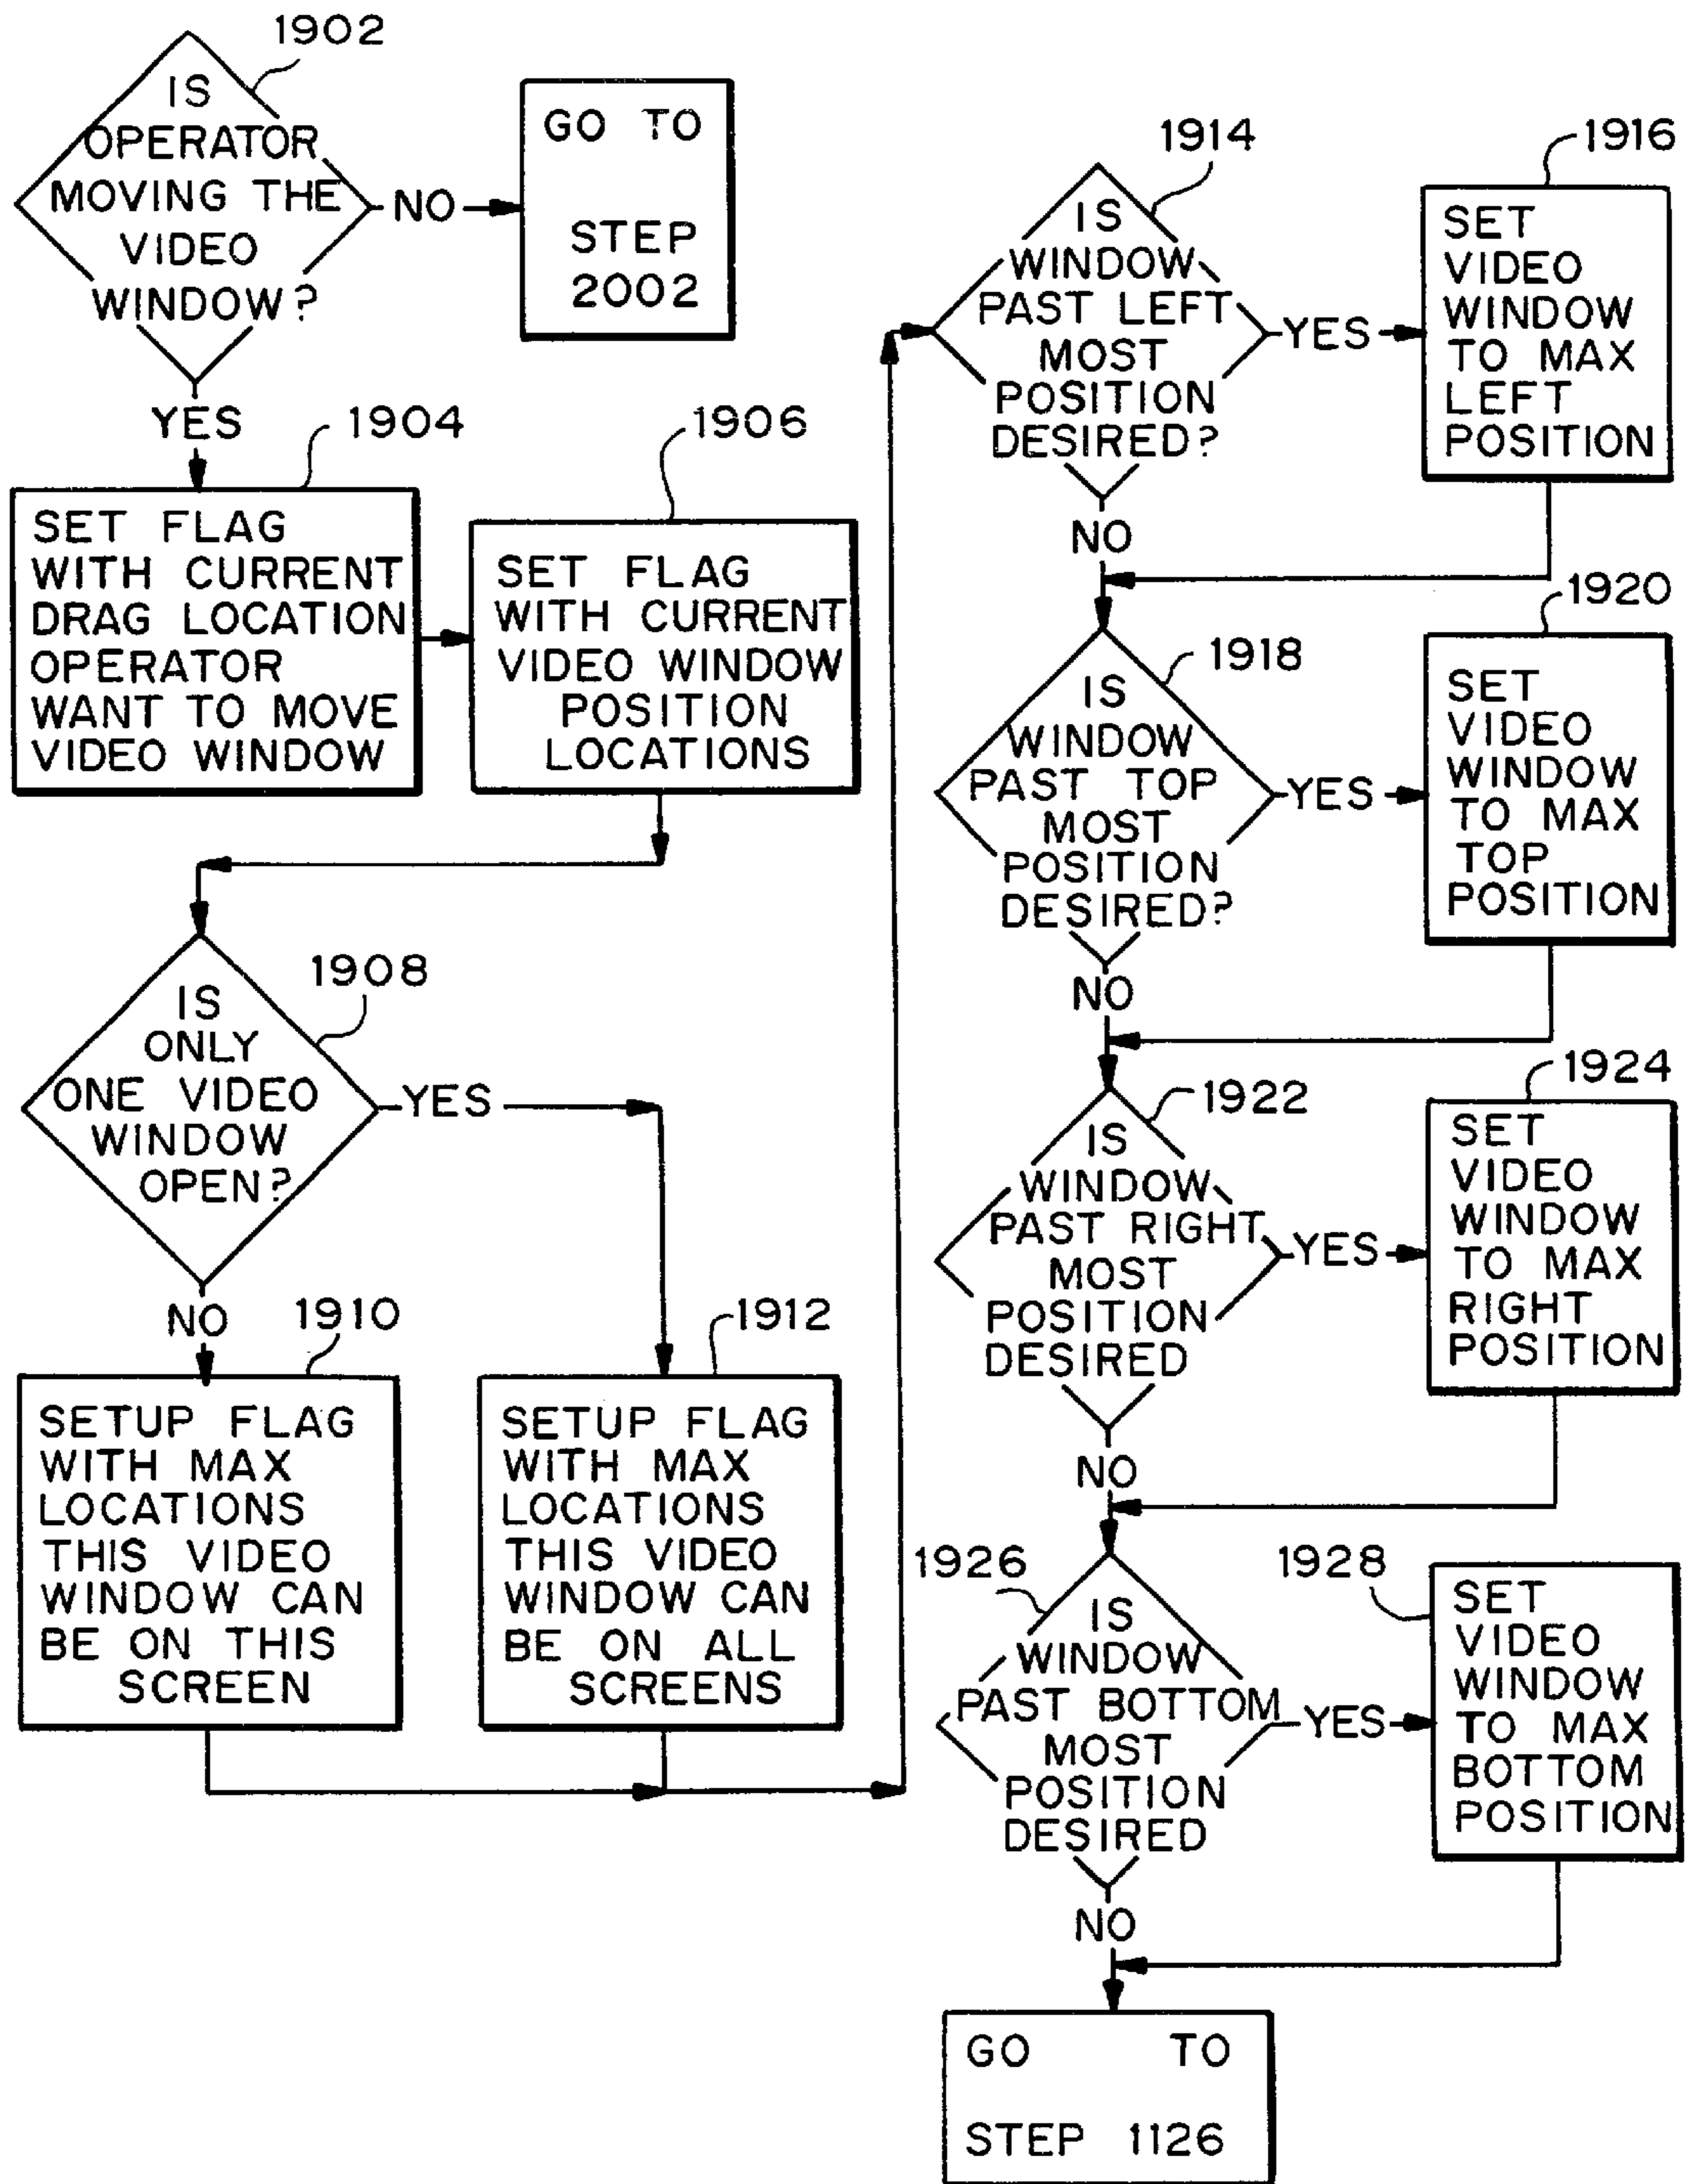 1902
IS
OPERATOR
MOVING THE
VIDEO
WINDOW?
NO
GO TO
STEP
2002
YES
1904
SET FLAG
WITH CURRENT
DRAG LOCATION
OPERATOR
WANT TO MOVE
VIDEO WINDOW
1906
SET FLAG
WITH CURRENT
VIDEO WINDOW
POSITION
LOCATIONS
1908
IS
ONLY
ONE VIDEO
WINDOW
OPEN?
YES
NO
1910
SETUP FLAG
WITH MAX
LOCATIONS
THIS VIDEO
WINDOW CAN
BE ON THIS
SCREEN
1912
SETUP FLAG
WITH MAX
LOCATIONS
THIS VIDEO
WINDOW CAN
BE ON ALL
SCREENS
1914
IS
WINDOW
PAST LEFT
MOST
POSITION
DESIRED?
YES
1916
SET
VIDEO
WINDOW
TO MAX
LEFT
POSITION
NO
1918
IS
WINDOW
PAST TOP
MOST
POSITION
DESIRED?
YES
1920
SET
VIDEO
WINDOW
TO MAX
TOP
POSITION
NO
1922
IS
WINDOW
PAST RIGHT
MOST
POSITION
DESIRED
YES
1924
SET
VIDEO
WINDOW
TO MAX
RIGHT
POSITION
NO
1926
IS
WINDOW
PAST BOTTOM
MOST
POSITION
DESIRED
YES
1928
SET
VIDEO
WINDOW
TO MAX
BOTTOM
POSITION
NO
GO TO
STEP 1126